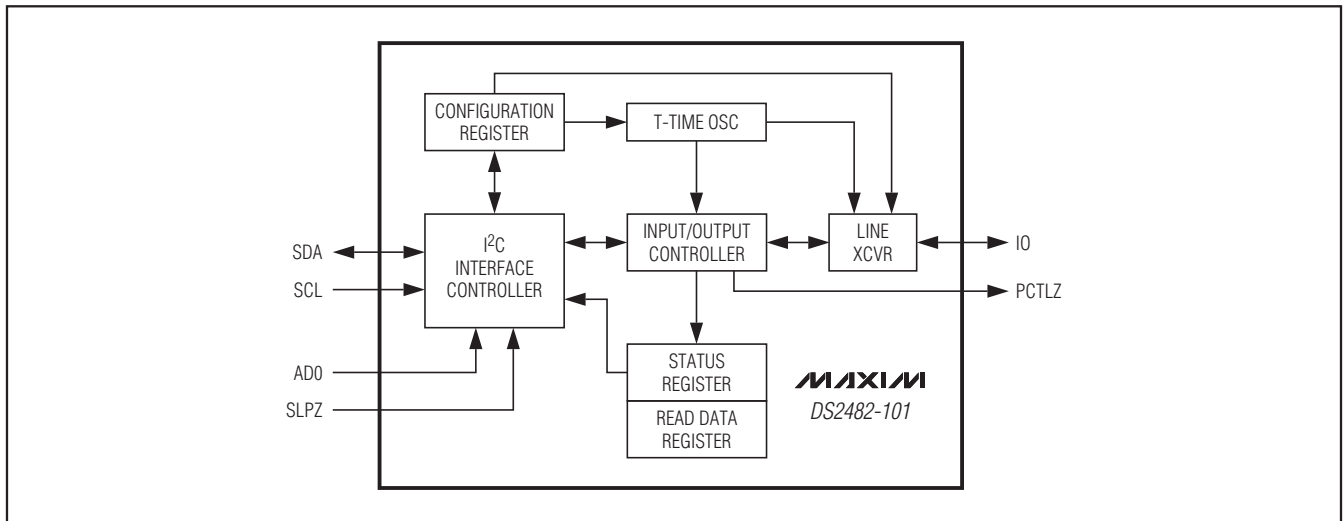 CONFIGURATION
REGISTER
T-TIME OSC
SDA
SCL
AD0
SLPZ
I²C
INTERFACE
CONTROLLER
INPUT/OUTPUT
CONTROLLER
LINE
XCVR
IO
PCTLZ
STATUS
REGISTER
READ DATA
REGISTER
MAXIM
DS2482-101